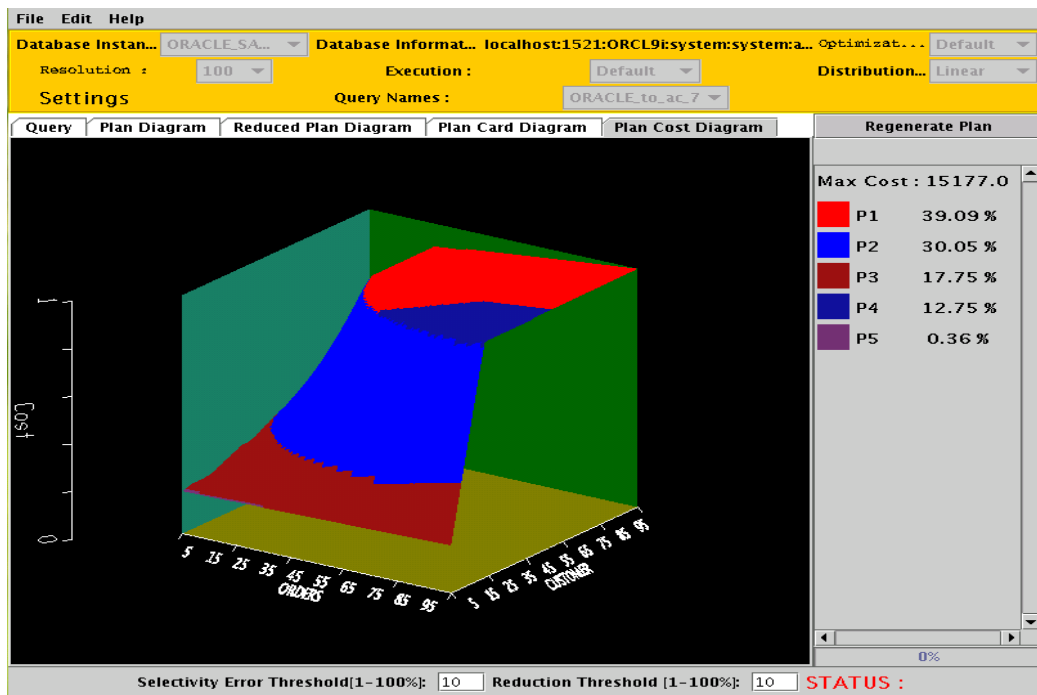 File Edit Help
Database Instan... ORACLE_SA... Database Informat... localhost:1521:ORCL9i:system:system:a... Optimizat... Default
Resolution : 100 Execution : Default Distribution... Linear
Settings Query Names : ORACLE_to_ac_7
Query Plan Diagram Reduced Plan Diagram Plan Card Diagram Plan Cost Diagram Regenerate Plan
Max Cost : 15177.0
P1 39.09 %
P2 30.05 %
P3 17.75 %
P4 12.75 %
P5 0.36 %
1
Cost
0
5 15 25 35 45 55 65 75 85 95
ORDERS
5 15 25 35 45 55 65 75 85 95
CUSTOMER
0%
Selectivity Error Threshold[1-100%]: 10 Reduction Threshold [1-100%]: 10 STATUS :